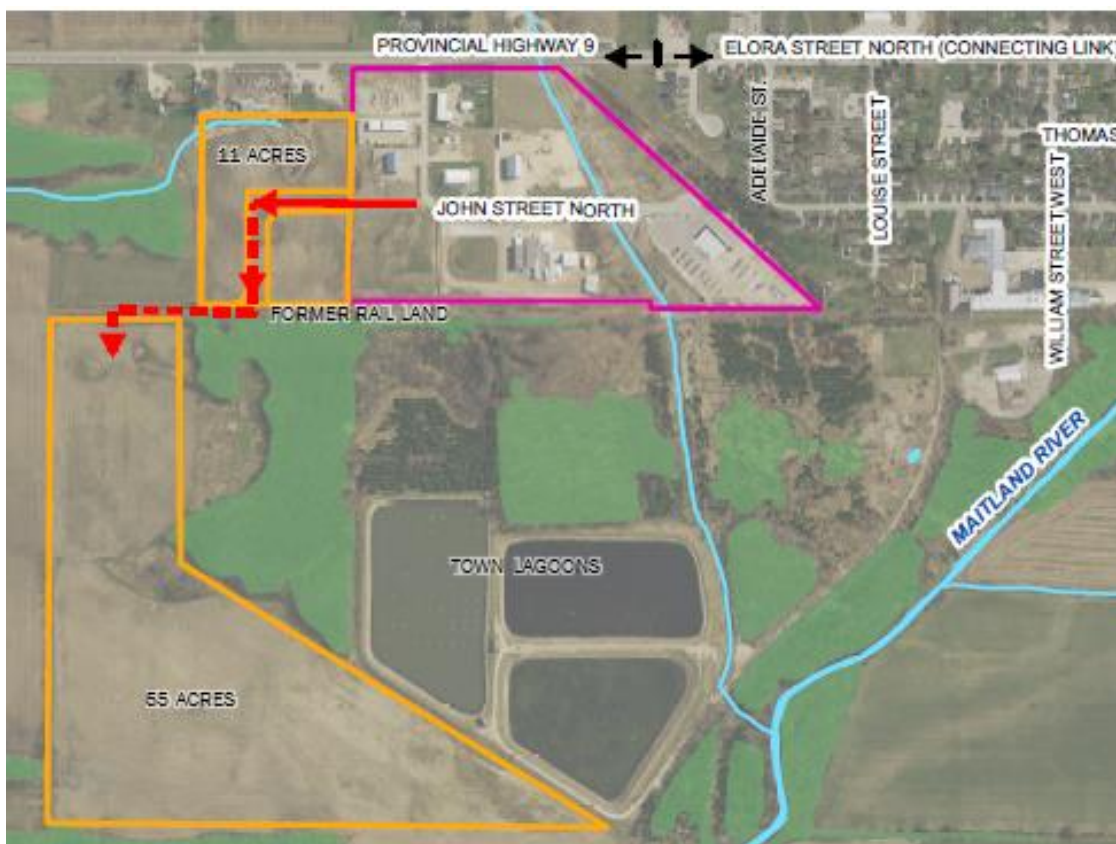 PROVINCIAL HIGHWAY 9
ELORA STREET NORTH (CONNECTING LINK)
ADELAIDE ST.
LOUISE STREET
THOMAS
11 ACRES
JOHN STREET NORTH
WILLIAM STREET WEST
FORMER RAIL LAND
MAITLAND RIVER
TOWN LAGOONS
55 ACRES